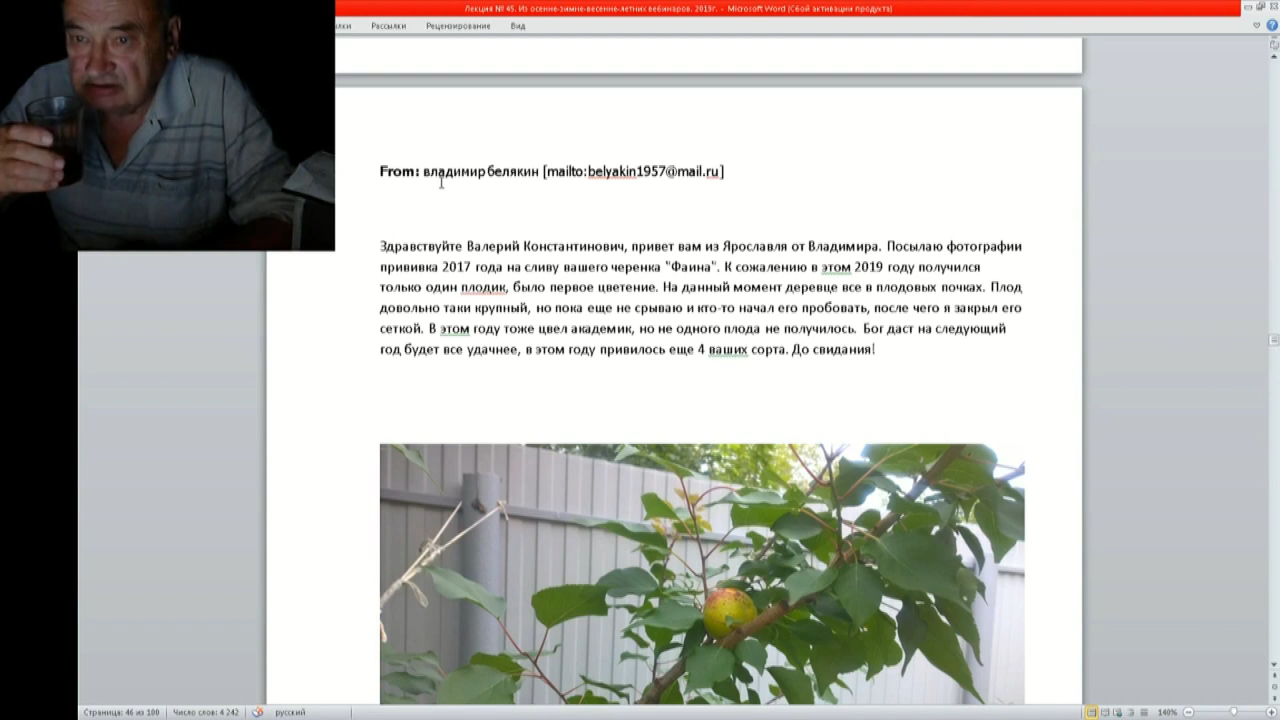 Лекция № 45. Из осенне-зимне-весенне-летних вебинаров. 2019г. - Microsoft Word (Сбой активации продукта)
Рассылки Рецензирование Вид
From: владимир белякин [mailto:belyakin1957@mail.ru]
Здравствуйте Валерий Константинович, привет вам из Ярославля от Владимира. Посылаю фотографии
прививка 2017 года на сливу вашего черенка "Фаина". К сожалению в этом 2019 году получился
только один плодик, было первое цветение. На данный момент деревце все в плодовых почках. Плод
довольно таки крупный, но пока еще не срываю и кто-то начал его пробовать, после чего я закрыл его
сеткой. В этом году тоже цвел академик, но не одного плода не получилось. Бог даст на следующий
год будет все удачнее, в этом году привилось еще 4 ваших сорта. До свидания!
Страница: 46 из 100 Число слов: 4 242 русский 140%